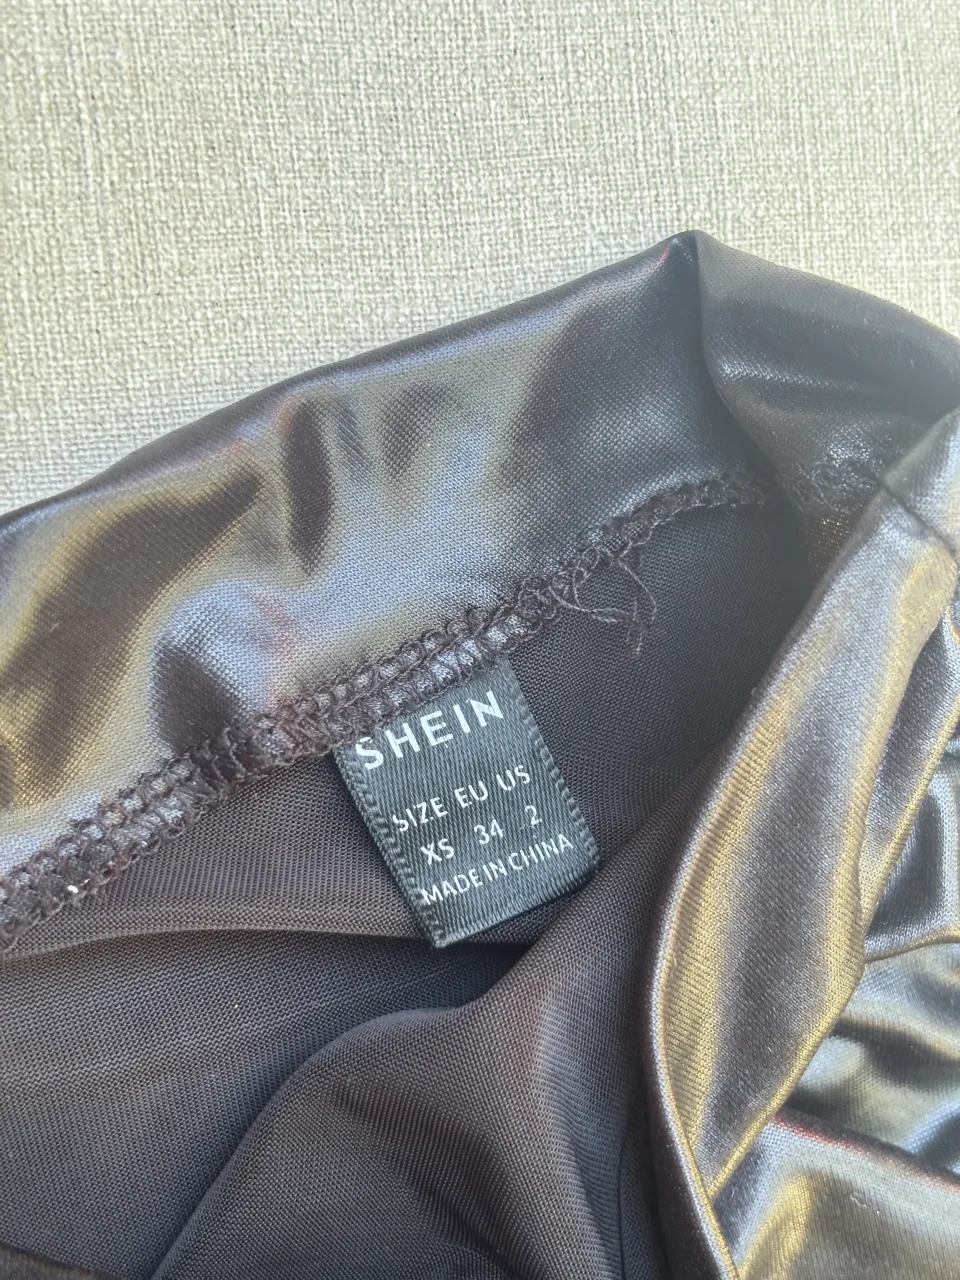 SHEIN
SIZE EU US
XS 34 2
MADE IN CHINA